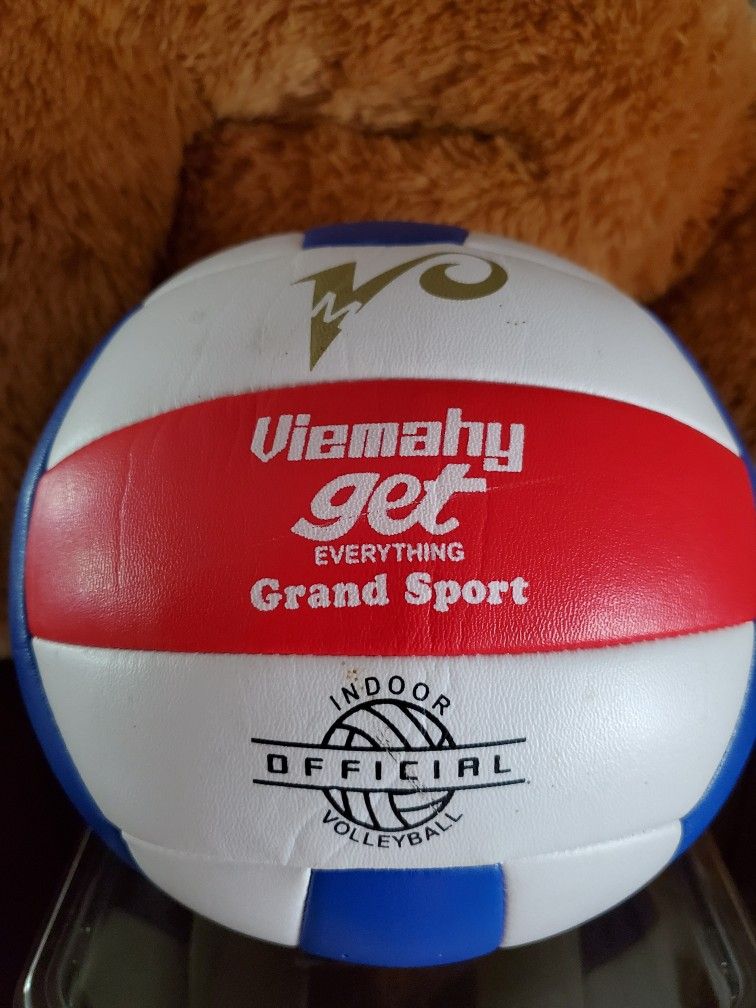 Viemahy
get
EVERYTHING
Grand Sport
INDOOR
OFFICIAL
VOLLEYBALL